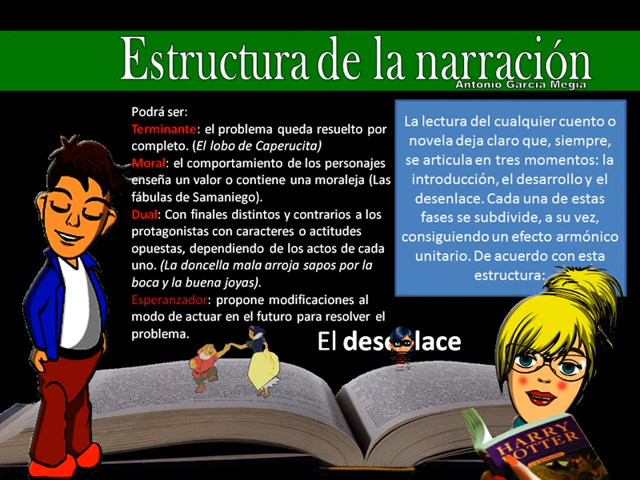 Estructura de la narración
Antonio García Megía
Podrá ser:
Terminante: el problema queda resuelto por
completo. (El lobo de Caperucita)
Moral: el comportamiento de los personajes
enseña un valor o contiene una moraleja (Las
fábulas de Samaniego).
Dual: Con finales distintos y contrarios a los
protagonistas con caracteres o actitudes
opuestas, dependiendo de los actos de cada
uno. (La doncella mala arroja sapos por la
boca y la buena joyas).
Esperanzador: propone modificaciones al
modo de actuar en el futuro para resolver el
problema.
La lectura del cualquier cuento o
novela deja claro que, siempre,
se articula en tres momentos: la
introducción, el desarrollo y el
desenlace. Cada una de estas
fases se subdivide, a su vez,
consiguiendo un efecto armónico
unitario. De acuerdo con esta
estructura:
El desenlace
HARRY
POTTER